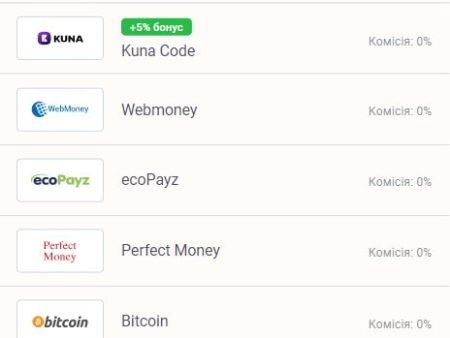 +5% бонус
KUNA
Kuna Code
Комісія: 0%
WebMoney
Webmoney
Комісія: 0%
ecoPayz
ecoPayz
Комісія: 0%
Perfect
Money
Perfect Money
Комісія: 0%
bitcoin
Bitcoin
Комісія: 0%